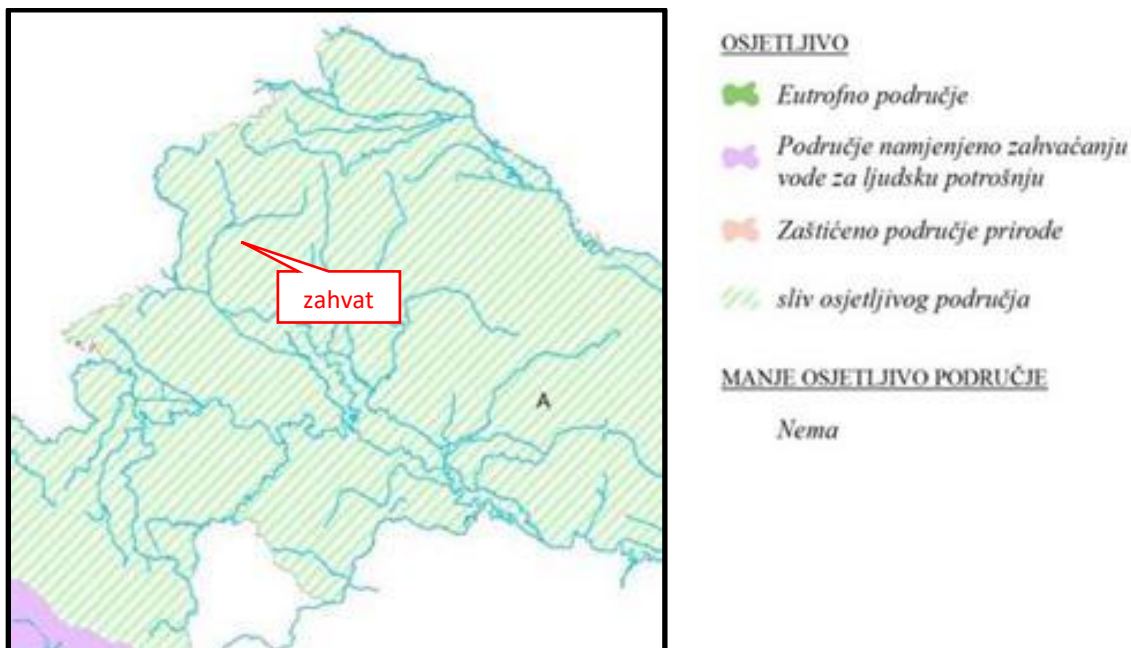 zahvat
A
OSJETLJIVO
Eutrofno područje
Područje namjenjeno zahvaćanju
vode za ljudsku potrošnju
Zaštićeno područje prirode
sliv osjetljivog područja
MANJE OSJETLJIVO PODRUČJE
Nema